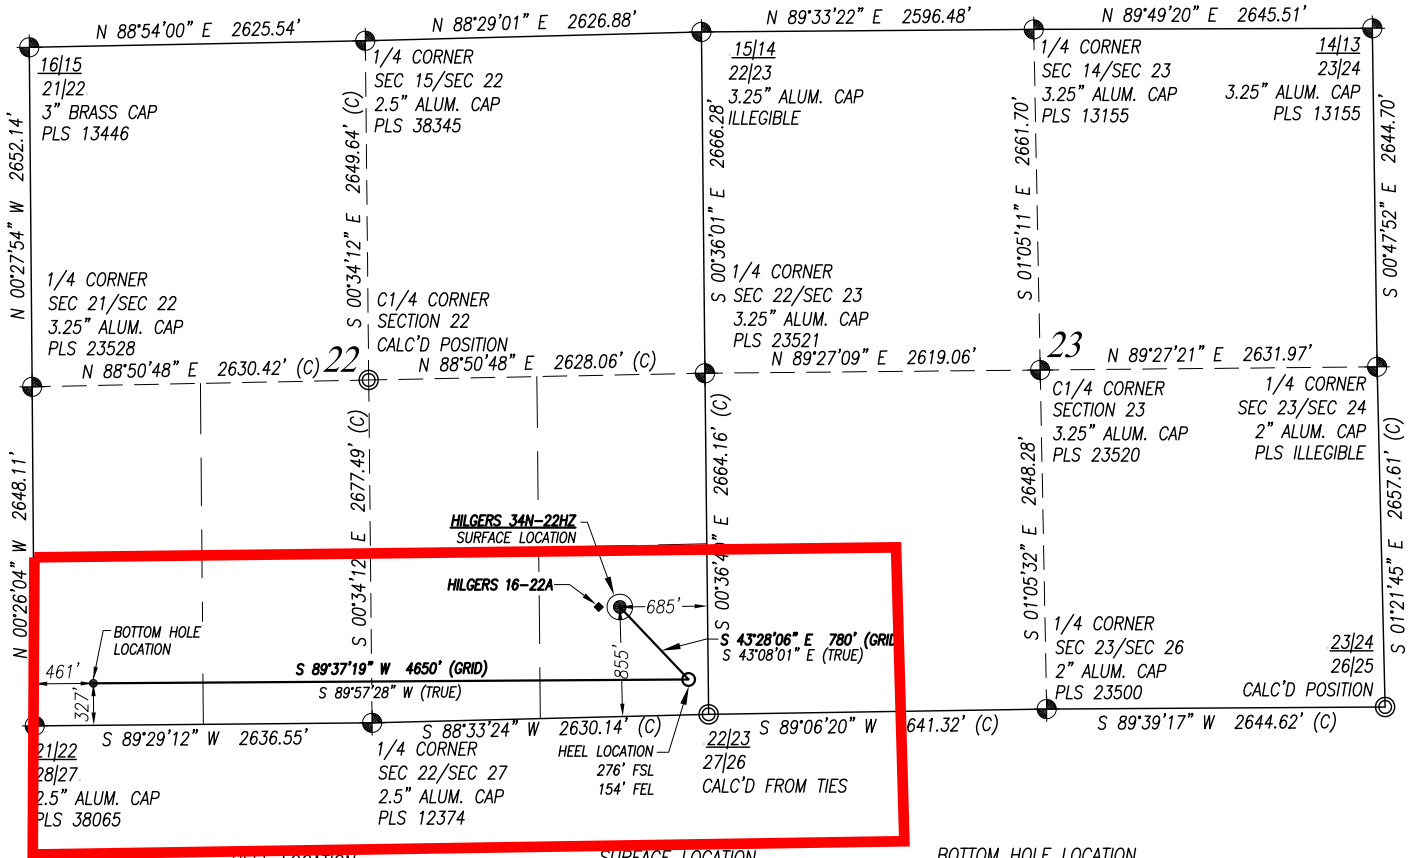 N 88°54'00" E 2625.54'
N 88°29'01" E 2626.88'
N 89°33'22" E 2596.48'
N 89°49'20" E 2645.51'
16|15
21|22
3" BRASS CAP
PLS 13446
1/4 CORNER
SEC 15/SEC 22
2.5" ALUM. CAP
PLS 38345
15|14
22|23
3.25" ALUM. CAP
ILLEGIBLE
1/4 CORNER
SEC 14/SEC 23
3.25" ALUM. CAP
PLS 13155
14|13
23|24
3.25" ALUM. CAP
PLS 13155
N 00°27'54" W 2652.14'
S 00°34'12" E 2649.64' (C)
S 00°36'01" E 2666.28'
S 01°05'11" E 2661.70'
S 00°47'52" E 2644.70'
1/4 CORNER
SEC 21/SEC 22
3.25" ALUM. CAP
PLS 23528
C1/4 CORNER
SECTION 22
CALC'D POSITION
1/4 CORNER
SEC 22/SEC 23
3.25" ALUM. CAP
PLS 23521
N 88°50'48" E 2630.42' (C)
22
N 88°50'48" E 2628.06' (C)
N 89°27'09" E 2619.06'
23
N 89°27'21" E 2631.97'
C1/4 CORNER
SECTION 23
3.25" ALUM. CAP
PLS 23520
1/4 CORNER
SEC 23/SEC 24
2" ALUM. CAP
PLS ILLEGIBLE
N 00°26'04" W 2648.11'
S 00°34'12" E 2677.49' (C)
S 00°36'4 " E 2664.16' (C)
S 01°05'32" E 2648.28'
S 01°21'45" E 2657.61' (C)
HILGERS 34N-22HZ
SURFACE LOCATION
HILGERS 16-22A
685'
855'
BOTTOM HOLE
LOCATION
461'
327'
S 89°37'19" W 4650' (GRID)
S 89°57'28" W (TRUE)
S 43°28'06" E 780' (GRID
S 43°08'01" E (TRUE)
1/4 CORNER
SEC 23/SEC 26
2" ALUM. CAP
PLS 23500
23|24
26|25
CALC'D POSITION
S 89°29'12" W 2636.55'
S 88°33'24" W 2630.14' (C)
S 89°06'20" W 641.32' (C)
S 89°39'17" W 2644.62' (C)
21|22
28|27
2.5" ALUM. CAP
PLS 38065
1/4 CORNER
SEC 22/SEC 27
2.5" ALUM. CAP
PLS 12374
HEEL LOCATION
276' FSL
154' FEL
22|23
27|26
CALC'D FROM TIES
HEEL LOCATION
SURFACE LOCATION
BOTTOM HOLE LOCATION